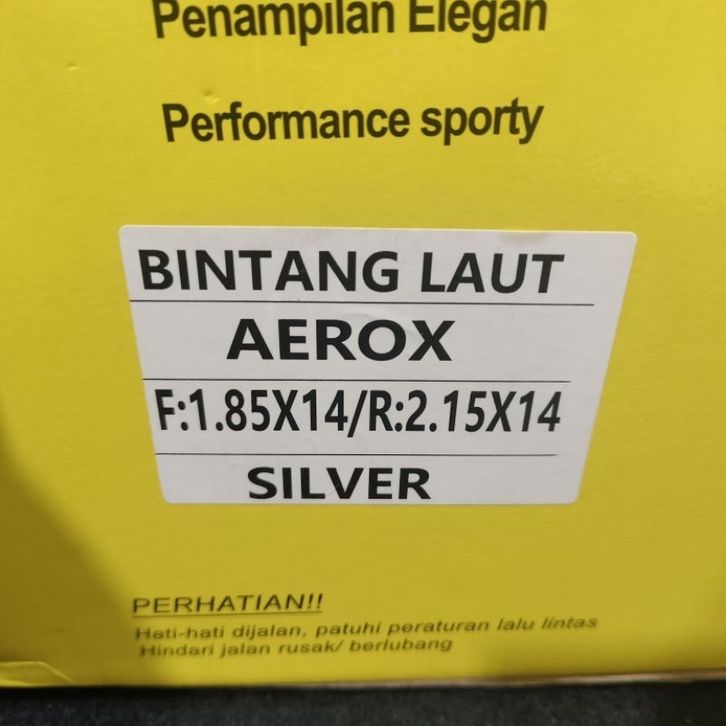 Penampilan Elegan
Performance sporty
BINTANG LAUT
AEROX
F:1.85X14/R:2.15X14
SILVER
PERHATIAN!!
Hati-hati dijalan, patuhi peraturan lalu lintas
Hindari jalan rusak/ berlubang